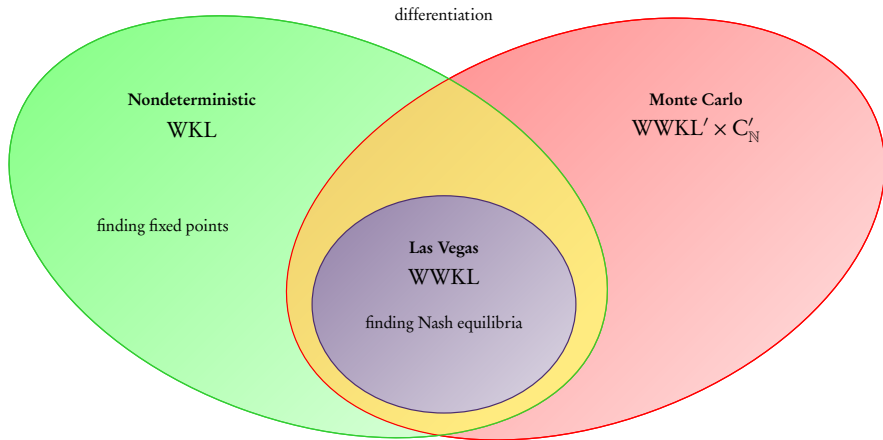 differentiation
Nondeterministic
WKL
Monte Carlo
WWKL′ × C′ℕ
finding fixed points
Las Vegas
WWKL
finding Nash equilibria